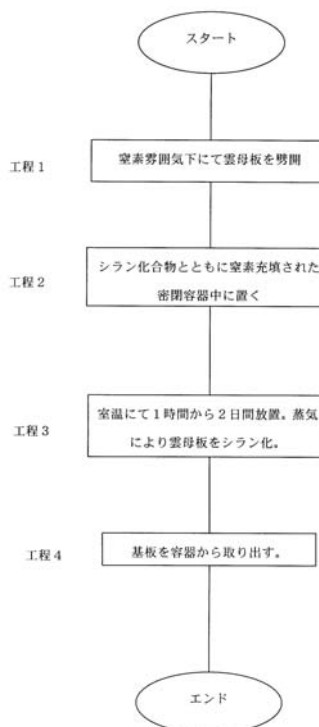 スタート
工程1
窒素雰囲気下にて雲母板を劈開
工程2
シラン化合物とともに窒素充填された
密閉容器中に置く
工程3
室温にて1時間から2日間放置。蒸気
により雲母板をシラン化。
工程4
基板を容器から取り出す。
エンド